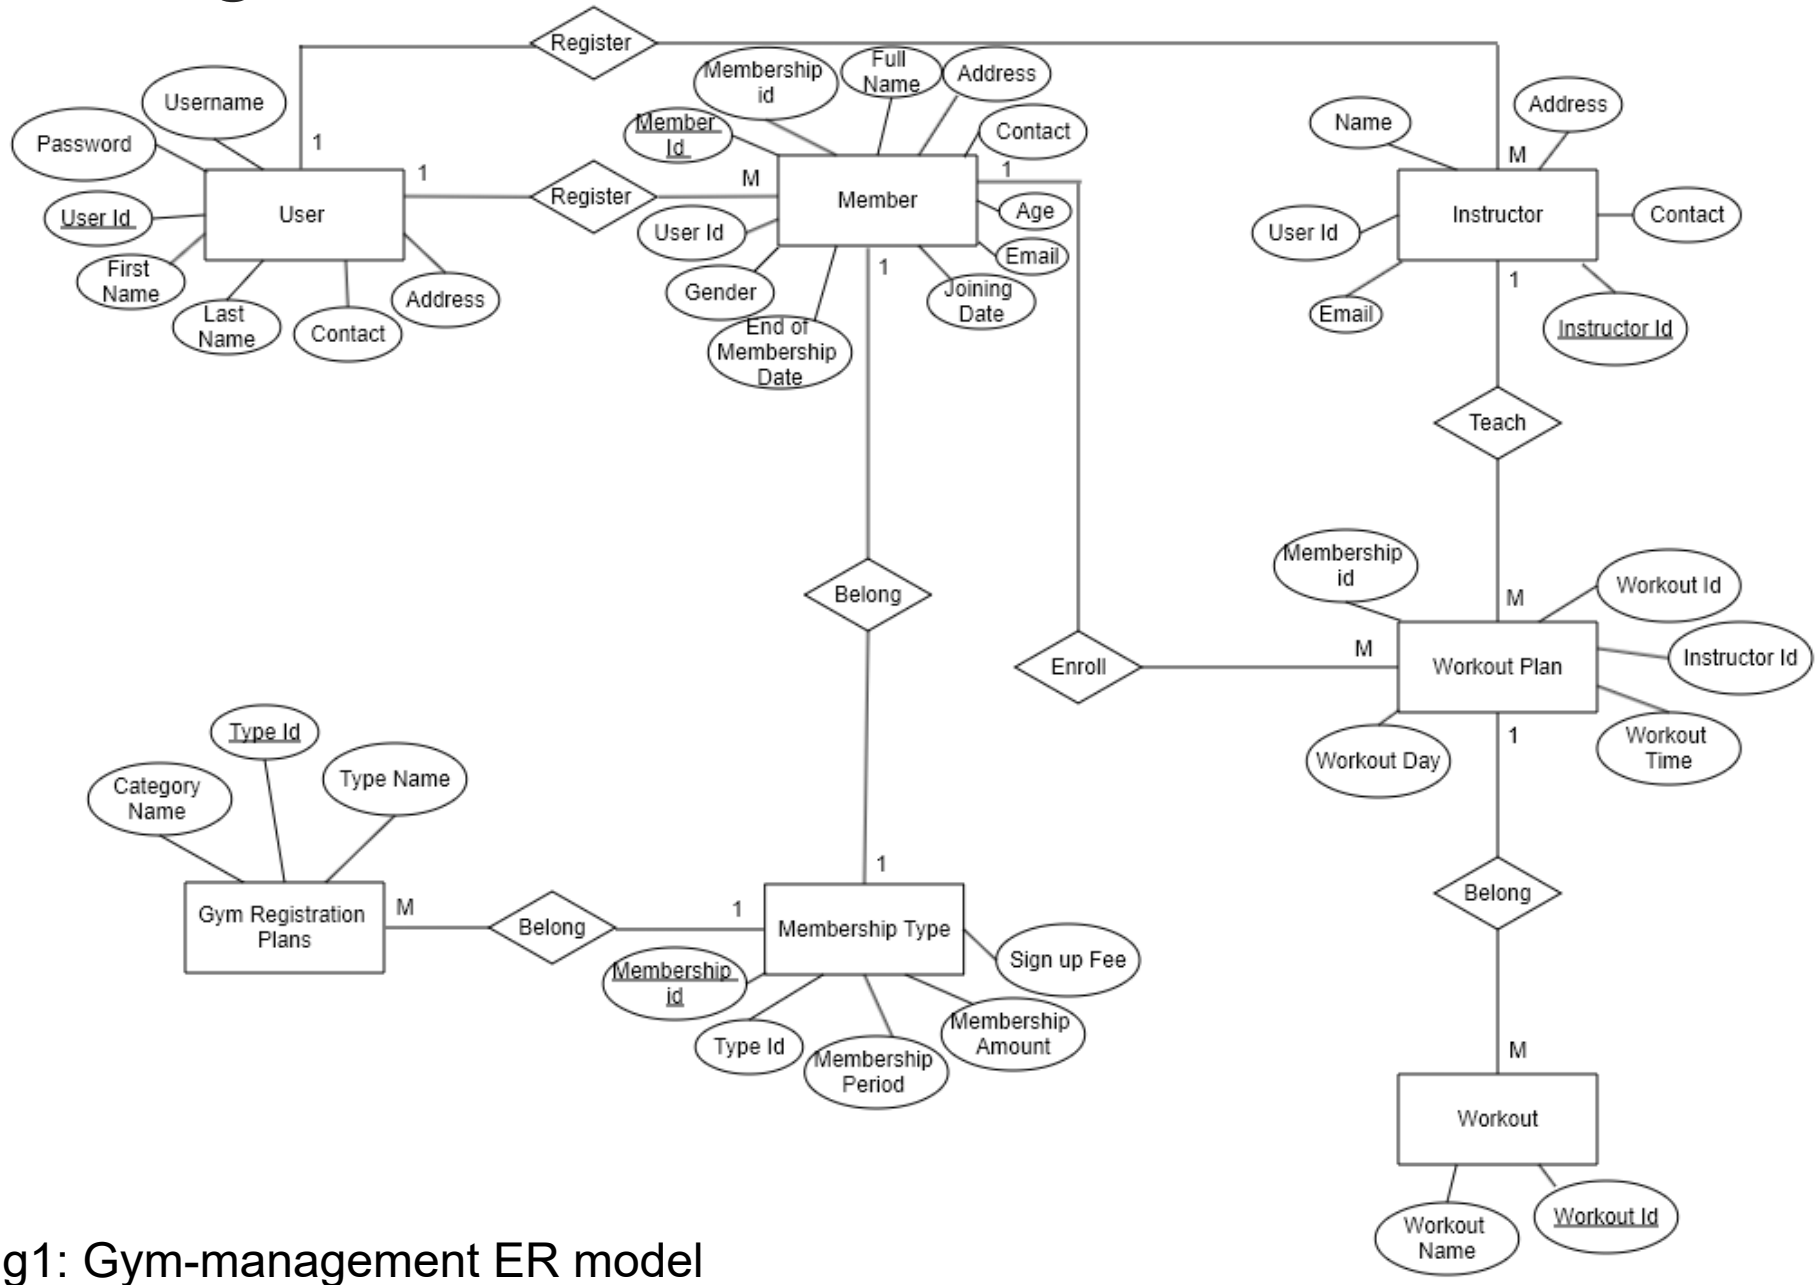 Register
Membership
id
Full
Name
Address
Username
Password
Member
Id
Contact
Name
Address
1
1
M
1
M
User
Register
Member
Instructor
User Id
User Id
Age
User Id
Contact
First
Name
Last
Name
Contact
Address
Gender
End of
Membership
Date
1
Joining
Date
Email
Email
1
Instructor Id
Teach
Membership
id
M
Workout Id
Belong
M
Enroll
Workout Plan
Instructor Id
Workout Day
1
Workout
Time
Type Id
Category
Name
Type Name
1
Belong
Gym Registration
Plans
M
Belong
1
Membership Type
Membership
id
Type Id
Membership
Period
Membership
Amount
Sign up Fee
M
Workout
Workout
Name
Workout Id
g1: Gym-management ER model